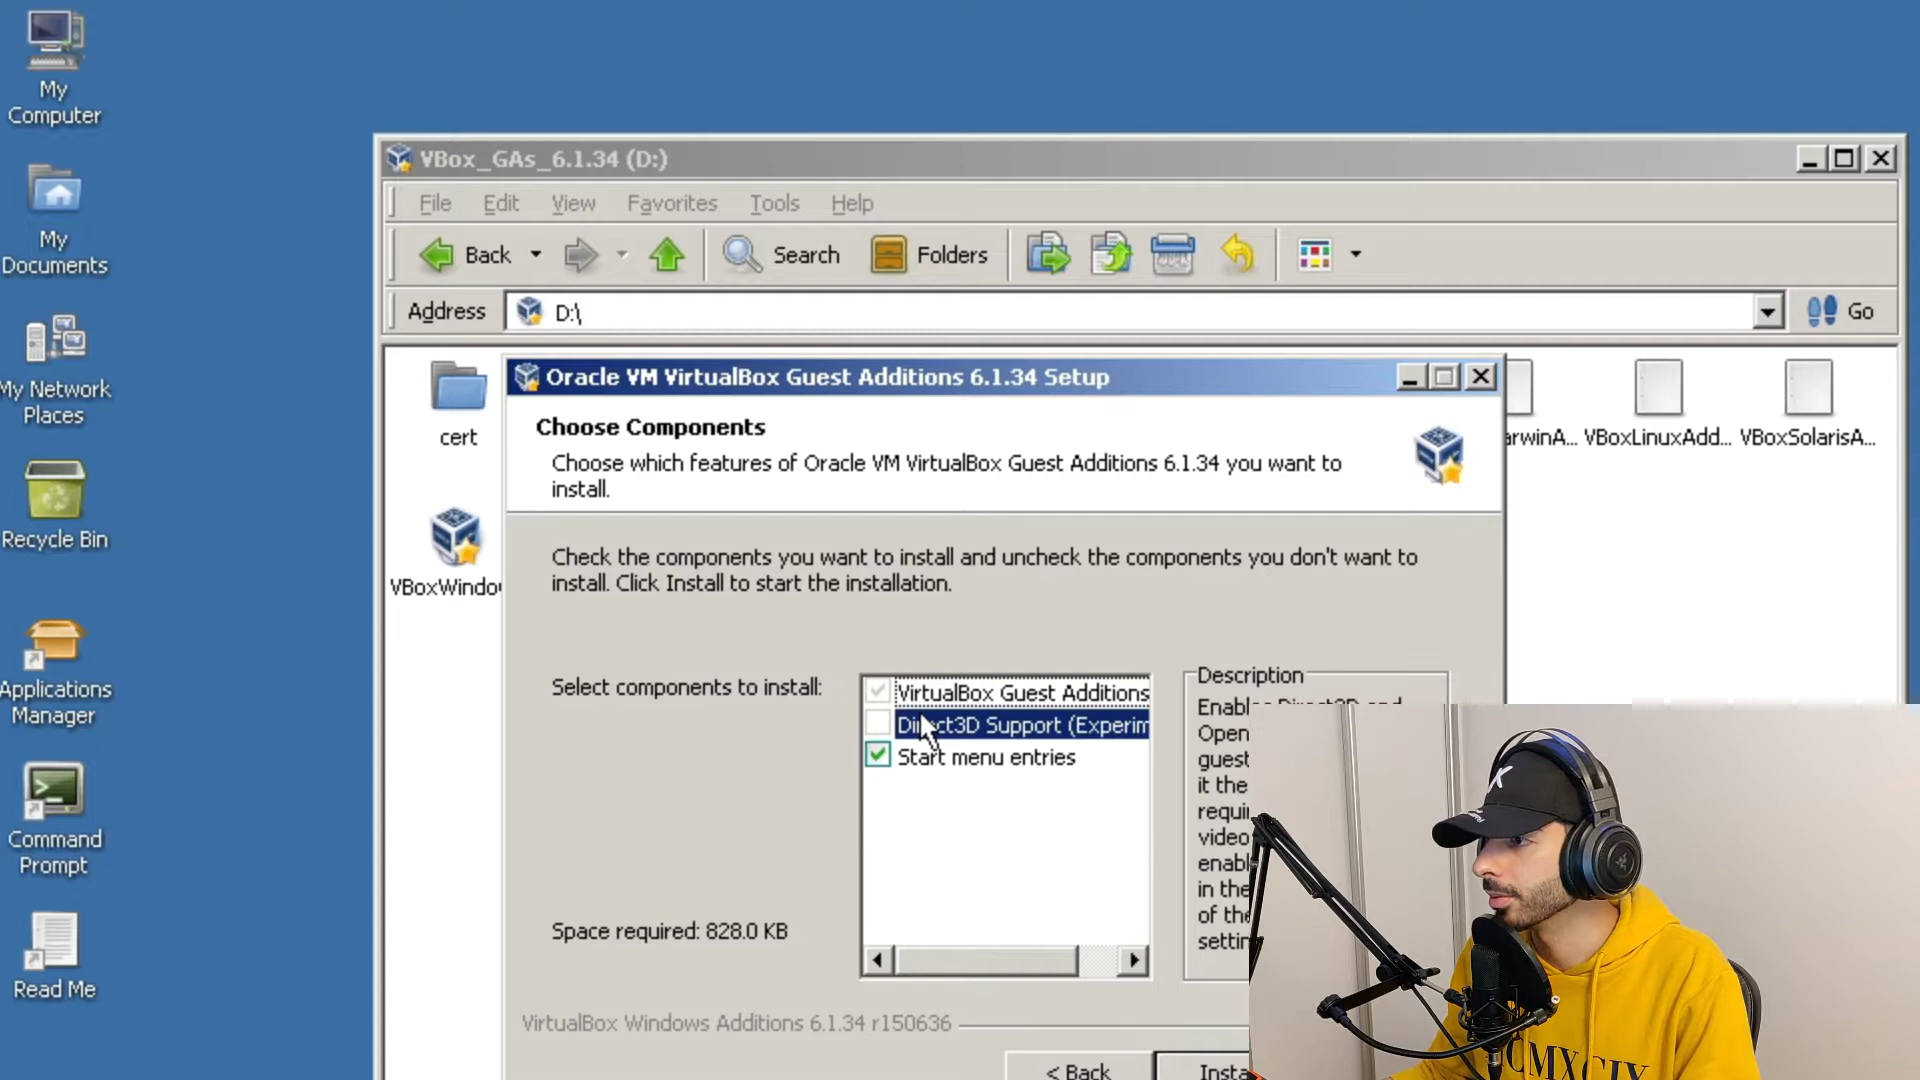 My
Computer
My
Documents
My Network
Places
Recycle Bin
Applications
Manager
Command
Prompt
Read Me
VBox_GAs_6.1.34 (D:)
File Edit View Favorites Tools Help
Back Search Folders
Address D:\ Go
cert
VBoxWindo
arwinA... VBoxLinuxAdd... VBoxSolarisA...
Oracle VM VirtualBox Guest Additions 6.1.34 Setup
Choose Components
Choose which features of Oracle VM VirtualBox Guest Additions 6.1.34 you want to
install.
Check the components you want to install and uncheck the components you don't want to
install. Click Install to start the installation.
Select components to install:
VirtualBox Guest Additions
Direct3D Support (Experim
Start menu entries
Space required: 828.0 KB
Description
Open
guest
it the
video
in the
of the
VirtualBox Windows Additions 6.1.34 r150636
< Back
CMXCIX